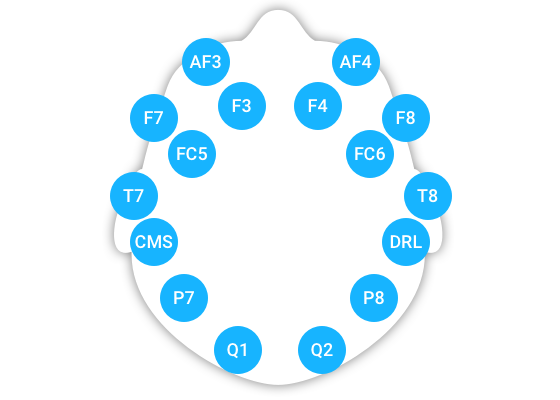 AF3 AF4
F3 F4
F7 F8
FC5 FC6
T7 T8
CMS DRL
P7 P8
Q1 Q2